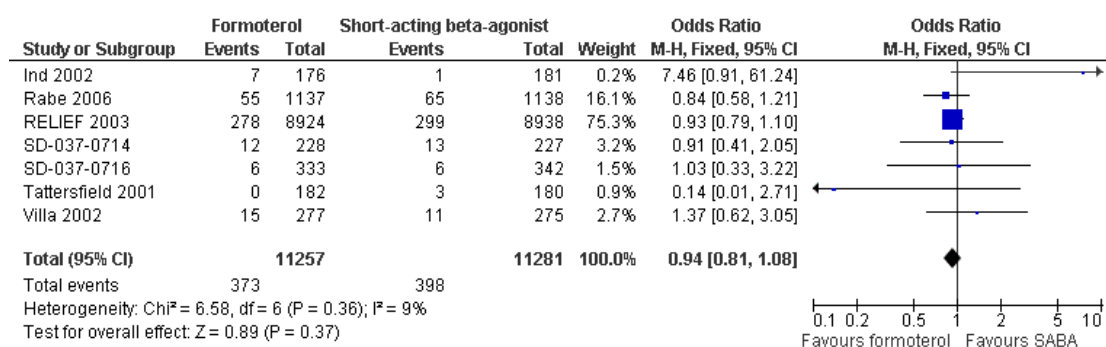 Formoterol Short-acting beta-agonist Odds Ratio Odds Ratio
Study or Subgroup Events Total Events Total Weight M-H, Fixed, 95% CI M-H, Fixed, 95% CI
Ind 2002 7 176 1 181 0.2% 7.46 [0.91, 61.24]
Rabe 2006 55 1137 65 1138 16.1% 0.84 [0.58, 1.21]
RELIEF 2003 278 8924 299 8938 75.3% 0.93 [0.79, 1.10]
SD-037-0714 12 228 13 227 3.2% 0.91 [0.41, 2.05]
SD-037-0716 6 333 6 342 1.5% 1.03 [0.33, 3.22]
Tattersfield 2001 0 182 3 180 0.9% 0.14 [0.01, 2.71]
Villa 2002 15 277 11 275 2.7% 1.37 [0.62, 3.05]
Total (95% CI) 11257 11281 100.0% 0.94 [0.81, 1.08]
Total events 373 398
Heterogeneity: Chi² = 6.58, df = 6 (P = 0.36); I² = 9%
Test for overall effect: Z = 0.89 (P = 0.37)
0.1 0.2 0.5 1 2 5 10
Favours formoterol Favours SABA